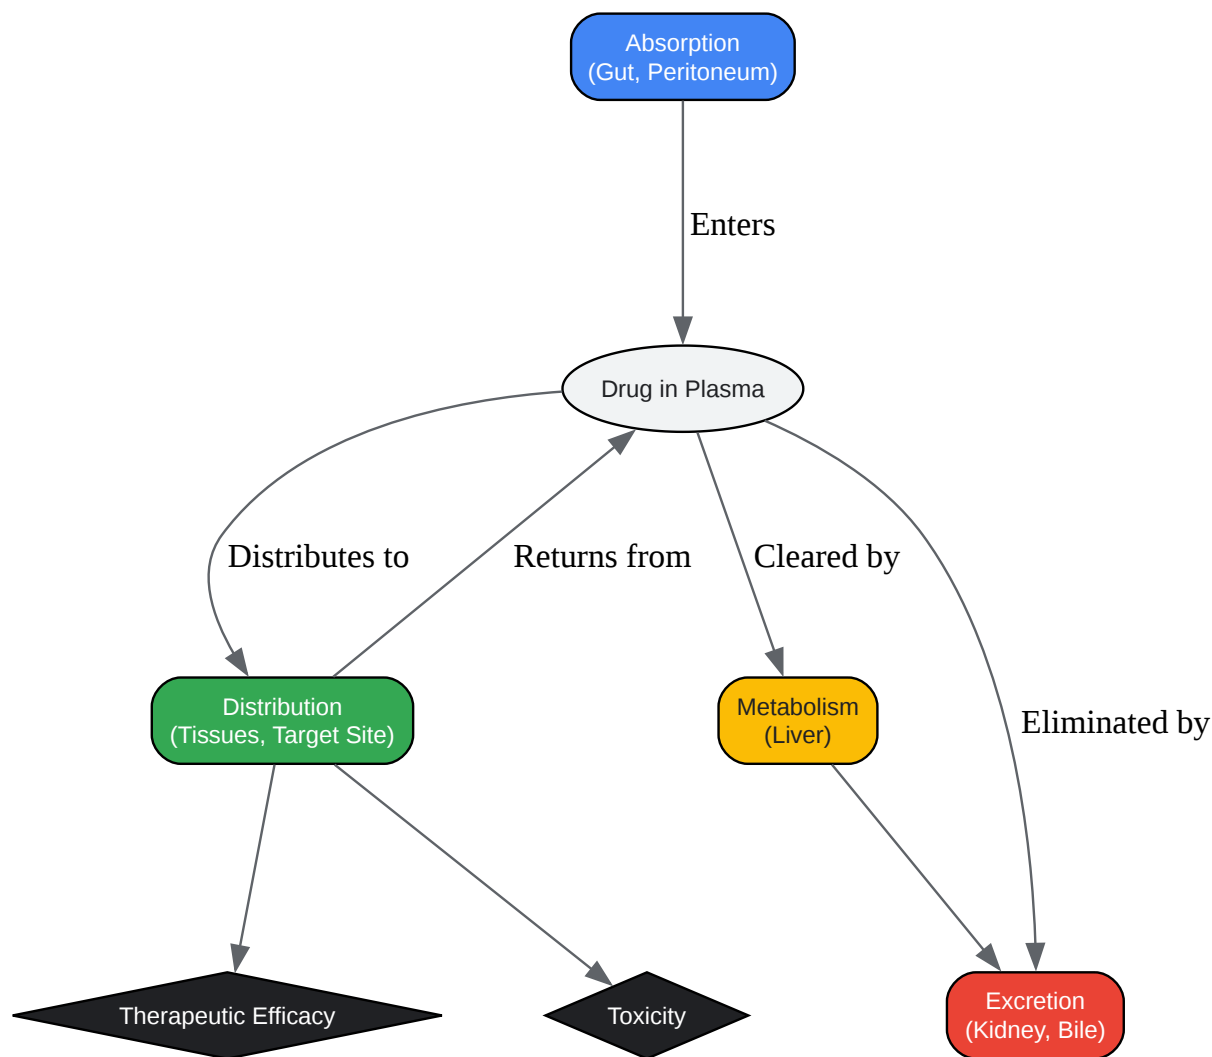 Absorption
(Gut, Peritoneum)
Enters
Drug in Plasma
Distributes to
Returns from
Cleared by
Distribution
(Tissues, Target Site)
Metabolism
(Liver)
Eliminated by
Therapeutic Efficacy
Toxicity
Excretion
(Kidney, Bile)